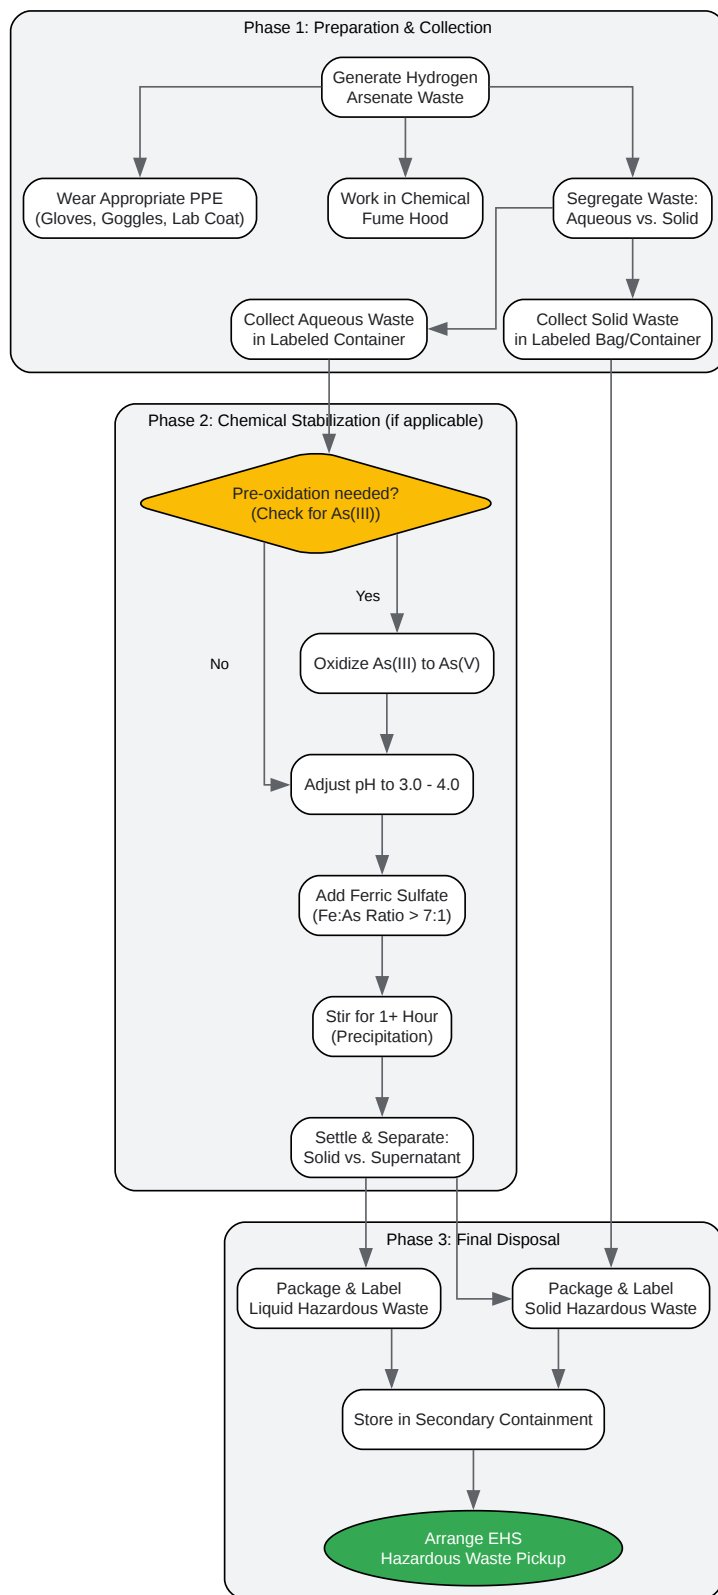 Phase 1: Preparation & Collection
Generate Hydrogen
Arsenate Waste
Wear Appropriate PPE
(Gloves, Goggles, Lab Coat)
Work in Chemical
Fume Hood
Segregate Waste:
Aqueous vs. Solid
Collect Aqueous Waste
in Labeled Container
Collect Solid Waste
in Labeled Bag/Container
Phase 2: Chemical Stabilization (if applicable)
Pre-oxidation needed?
(Check for As(III))
Yes
No
Oxidize As(III) to As(V)
Adjust pH to 3.0 - 4.0
Add Ferric Sulfate
(Fe:As Ratio > 7:1)
Stir for 1+ Hour
(Precipitation)
Settle & Separate:
Solid vs. Supernatant
Phase 3: Final Disposal
Package & Label
Liquid Hazardous Waste
Package & Label
Solid Hazardous Waste
Store in Secondary Containment
Arrange EHS
Hazardous Waste Pickup